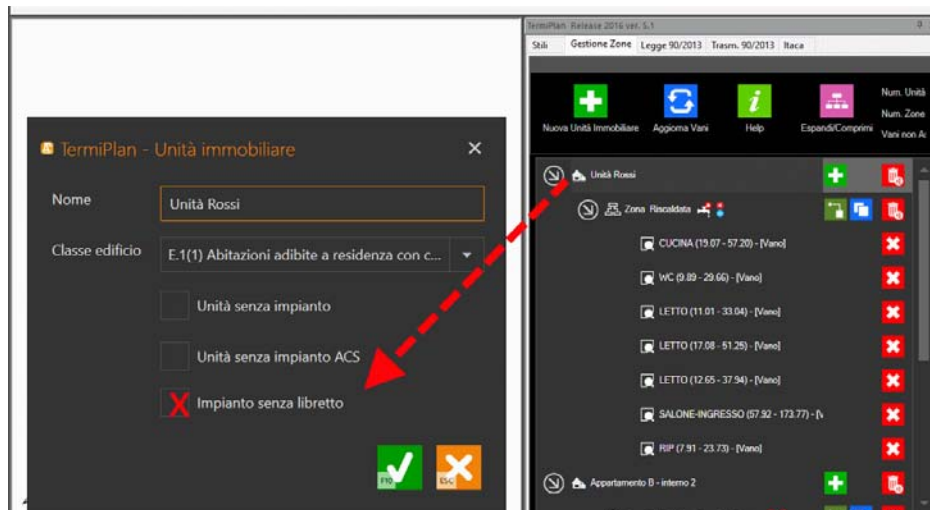 TermiPlan Release 2016 ver. 5.1
Stili Gestione Zone Legge 90/2013 Trasm. 90/2013 Itaca
Nuova Unità Immobiliare Aggiorna Vani Help Espandi/Comprimi
Num. Unità
Num. Zone
Vani non
TermiPlan - Unità immobiliare
Nome Unità Rossi
Classe edificio E.1(1) Abitazioni adibite a residenza con c...
Unità senza impianto
Unità senza impianto ACS
X Impianto senza libretto
F10 ESC
Unità Rossi
Zona Riscaldata
CUCINA (19.07 - 57.20) - [Vano]
WC (9.89 - 29.66) - [Vano]
LETTO (11.01 - 33.04) - [Vano]
LETTO (17.08 - 51.25) - [Vano]
LETTO (12.65 - 37.94) - [Vano]
SALONE-INGRESSO (57.92 - 173.77) -
RIP (7.91 - 23.73) - [Vano]
Appartamento B - interno 2